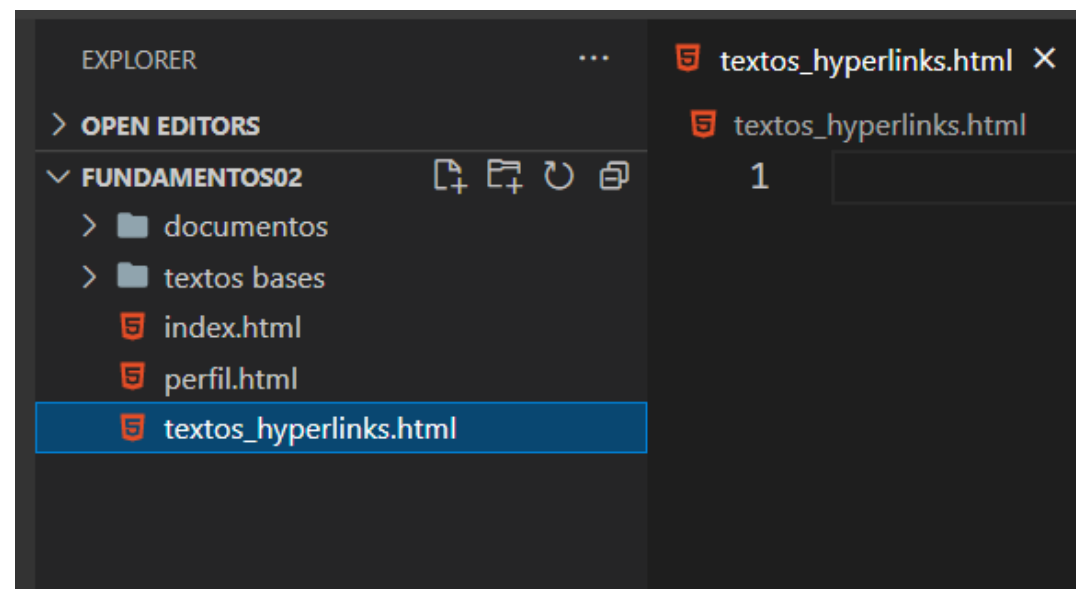 EXPLORER
OPEN EDITORS
FUNDAMENTOS02
documentos
textos bases
index.html
perfil.html
textos_hyperlinks.html
textos_hyperlinks.html
textos_hyperlinks.html
1